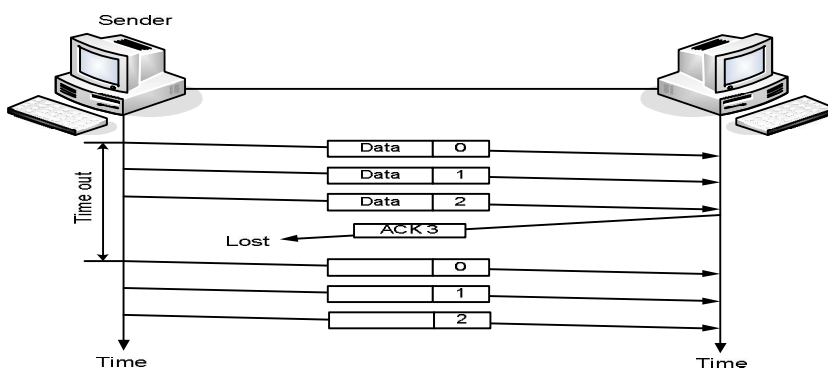 Sender
Data 0
Data 1
Data 2
Time out
ACK 3
Lost
0
1
2
Time
Time